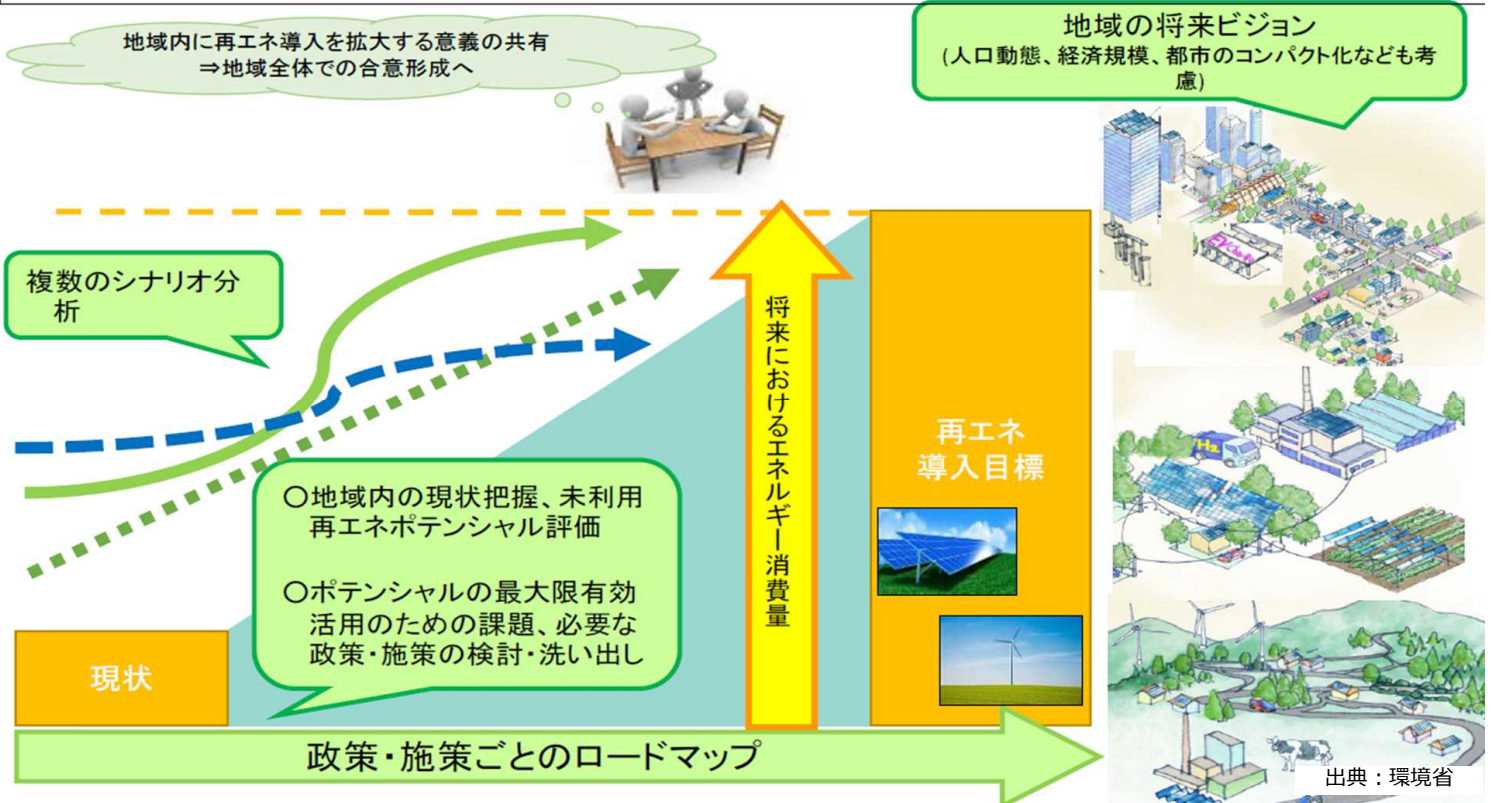 地域内に再エネ導入を拡大する意義の共有
⇒地域全体での合意形成へ
地域の将来ビジョン
(人口動態、経済規模、都市のコンパクト化なども考
慮)
複数のシナリオ分
析
将来におけるエネルギー消費量
再エネ
導入目標
〇地域内の現状把握、未利用
再エネポテンシャル評価
〇ポテンシャルの最大限有効
活用のための課題、必要な
政策・施策の検討・洗い出し
現状
政策・施策ごとのロードマップ
EV
H2
出典：環境省